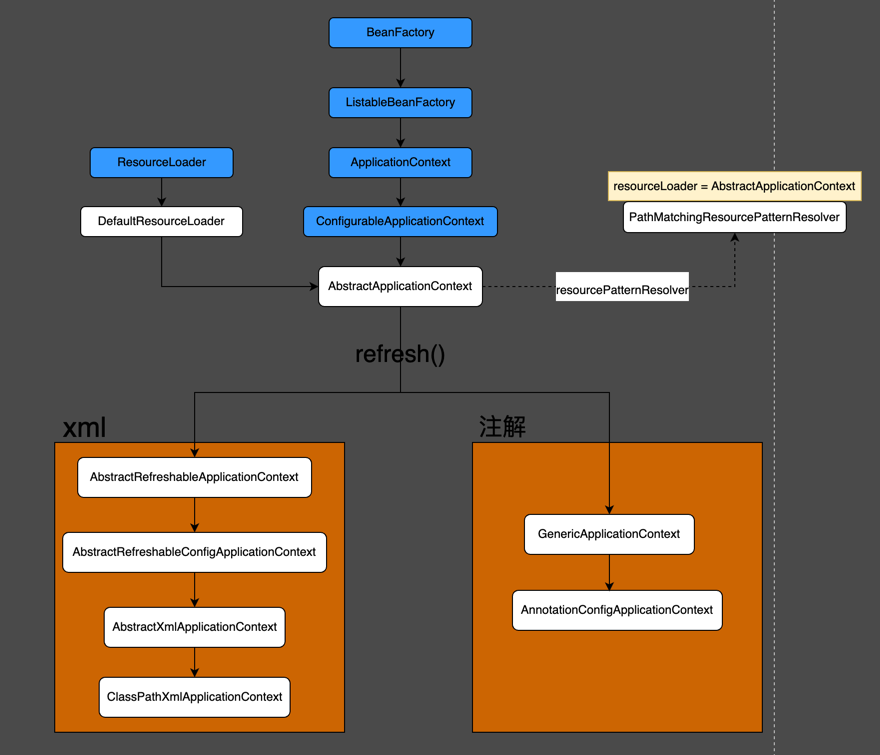 BeanFactory
ListableBeanFactory
ResourceLoader
ApplicationContext
resourceLoader = AbstractApplicationContext
DefaultResourceLoader
ConfigurableApplicationContext
PathMatchingResourcePatternResolver
AbstractApplicationContext
resourcePatternResolver
refresh()
xml
注解
AbstractRefreshableApplicationContext
AbstractRefreshableConfigApplicationContext
AbstractXmlApplicationContext
ClassPathXmlApplicationContext
GenericApplicationContext
AnnotationConfigApplicationContext